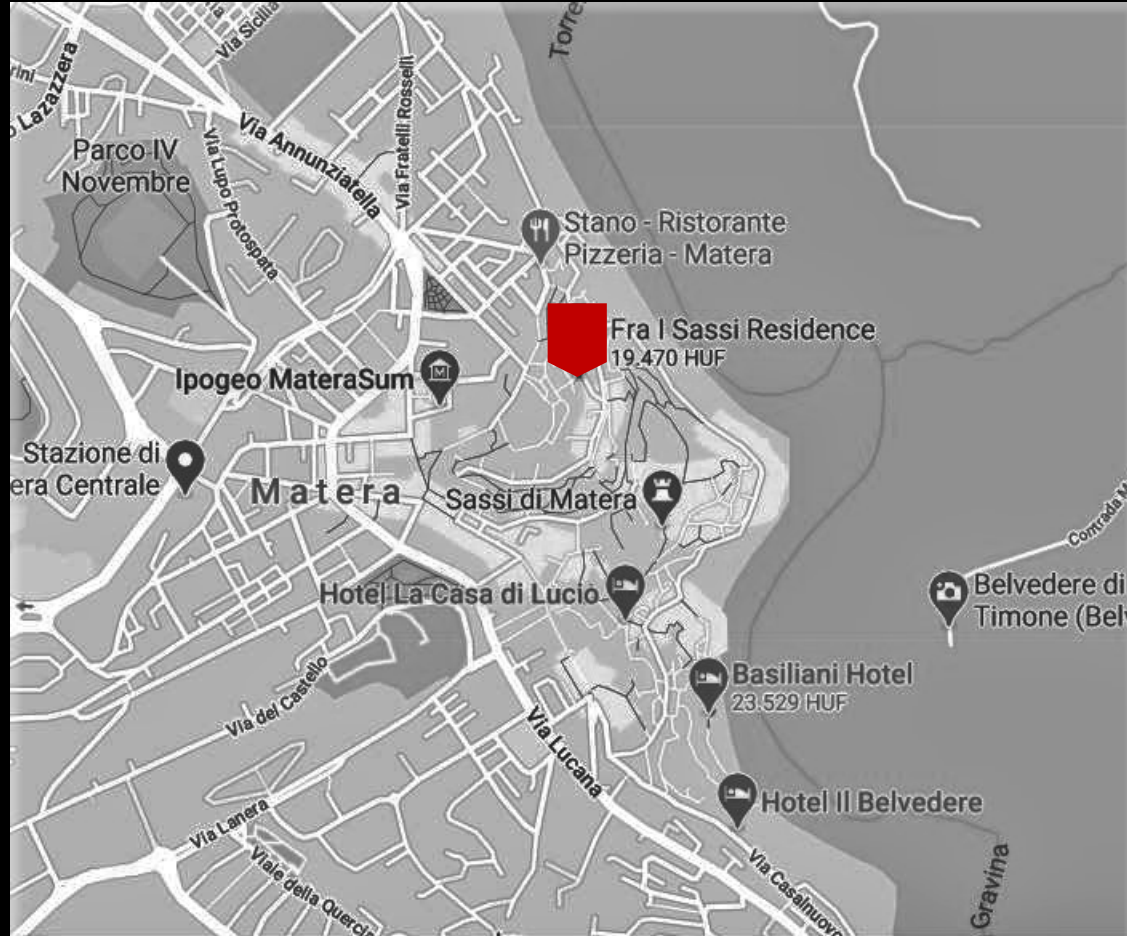 Torre
Via Sicilia
rini
Lazazzera
Via Annunziatella
Via Fratelli Rosselli
Parco IV
Novembre
Via Lupo Protospata
Stano - Ristorante
Pizzeria - Matera
Fra I Sassi Residence
19.470 HUF
Ipogeo MateraSum
M
Stazione di
era Centrale
Matera
Sassi di Matera
Contrada M
Hotel La Casa di Lucio
Belvedere di
Timone (Belv
Basiliani Hotel
23.529 HUF
Via del Castello
Via Lucana
Hotel Il Belvedere
Via Lanera
Viale della Quercia
Via Casalnuovo
Gravina